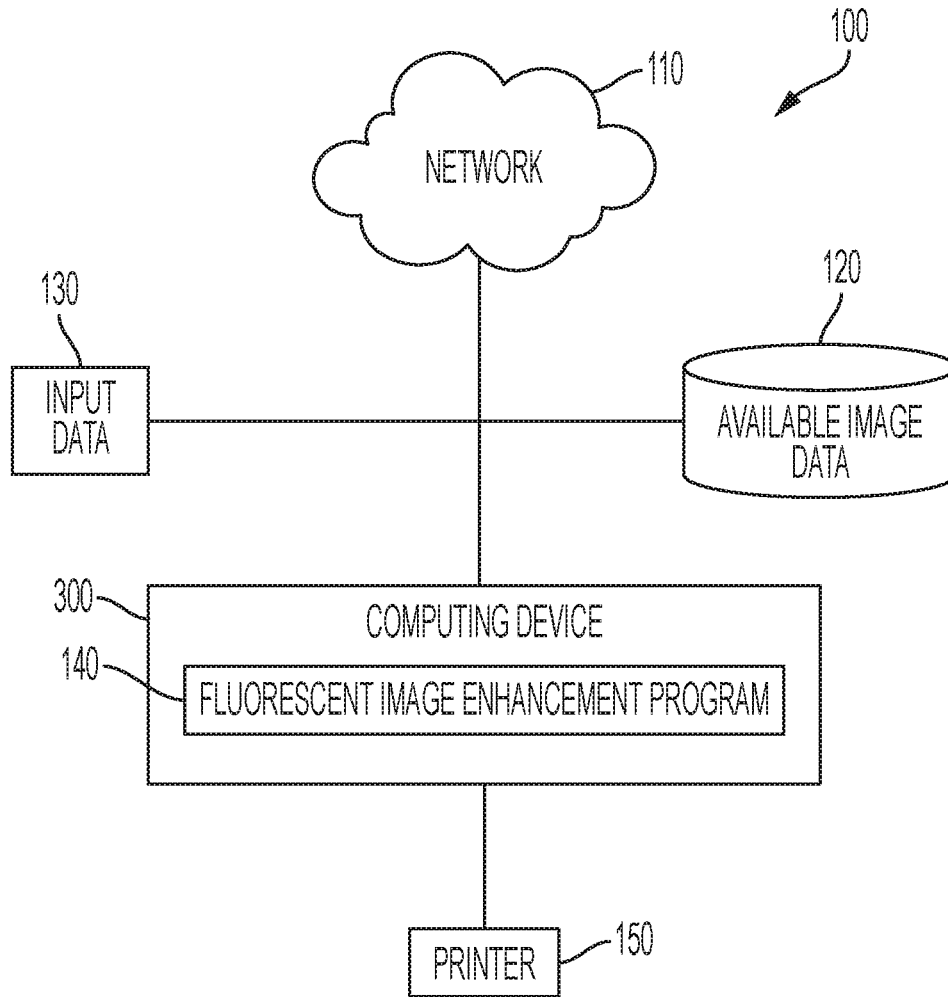 100
110
NETWORK
130
120
INPUT
DATA
AVAILABLE IMAGE
DATA
300
COMPUTING DEVICE
140
FLUORESCENT IMAGE ENHANCEMENT PROGRAM
PRINTER
150